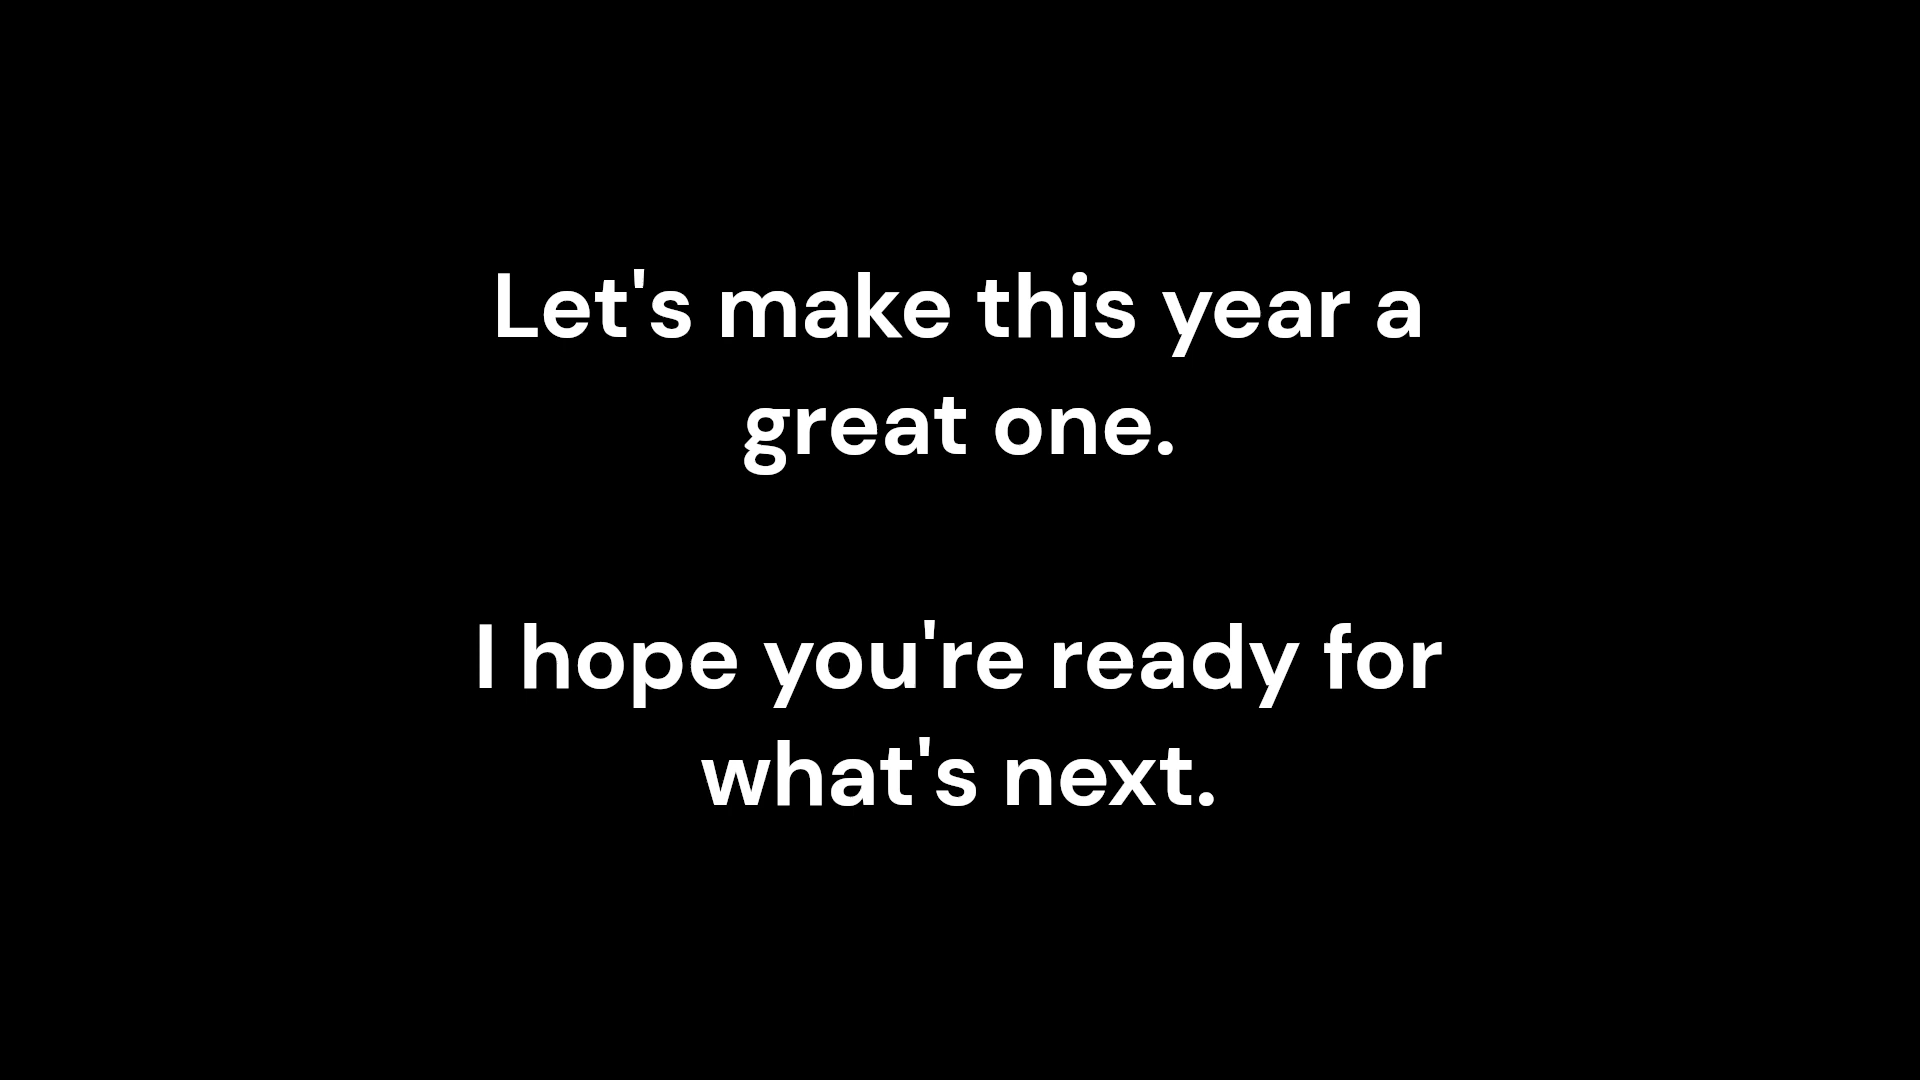 Let's make this year a
great one.
I hope you're ready for
what's next.